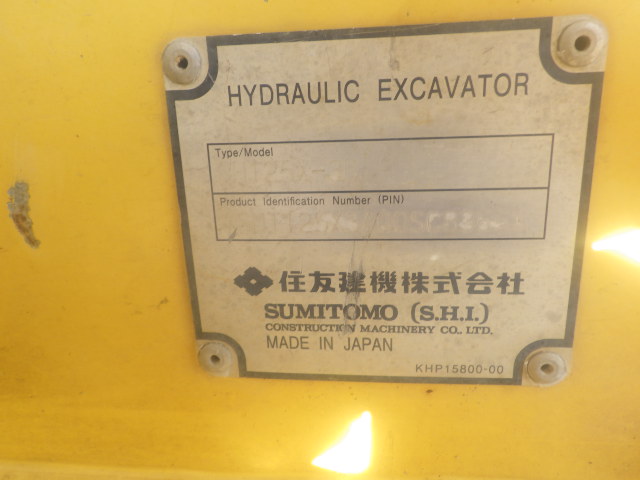 HYDRAULIC EXCAVATOR
Type/Model
Product Identification Number (PIN)
住友建機株式会社
SUMITOMO (S.H.I.)
CONSTRUCTION MACHINERY CO., LTD.
MADE IN JAPAN
KHP15800-00